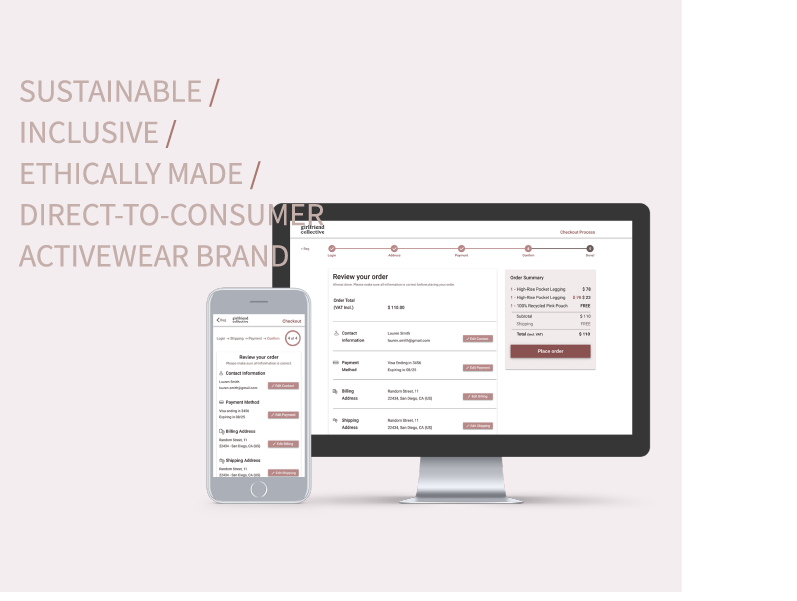 SUSTAINABLE /
INCLUSIVE /
ETHICALLY MADE /
DIRECT-TO-CONSUMER
ACTIVEWEAR BRAND
girlfriend
collective
Checkout Process
Login
Address
Payment
Confirm
Review your order
Almost done. Please make sure all information is correct before placing your order.
Order Total
(VAT Incl.) $ 110.00
Contact
Information
Lauren Smith
lauren.smith@gmail.com
Edit Contact
Payment
Method
Visa Ending in 3456
Expiring in 08/25
Edit Payment
Billing
Address
Random Street, 11
22434, San Diego, CA (US)
Edit Billing
Shipping
Address
Random Street, 11
22434, San Diego, CA (US)
Edit Shipping
Order Summary
1 - High-Rise Pocket Legging $ 78
1 - High-Rise Pocket Legging $ 78 $ 32
1 - 100% Recycled Pink Pouch FREE
Subtotal $ 110
Shipping FREE
Total (incl. VAT) $ 110
Place order
girlfriend
collective
Checkout
Login Shipping Payment Confirm
4 of 4
Review your order
Please make sure all information is correct
Contact Information
Lauren Smith
lauren.smith@gmail.com
Edit Contact
Payment Method
Visa ending in 3456
Expiring in 08/25
Edit Payment
Billing Address
Random Street, 11
22434 - San Diego, CA (US)
Edit Billing
Shipping Address
Random Street, 11
22434 - San Diego, CA (US)
Edit Shipping